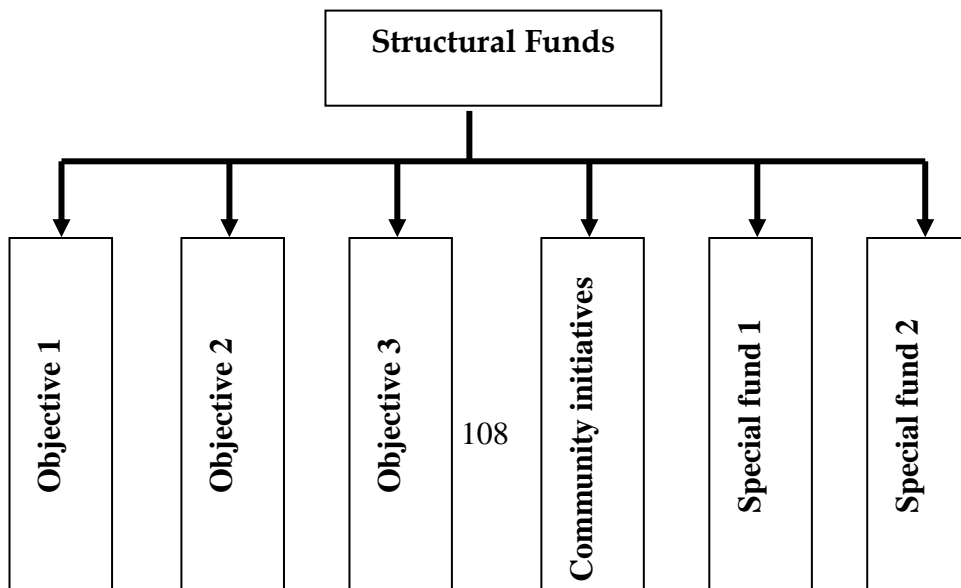 Structural Funds
Objective 1
Objective 2
Objective 3
108
Community initiatives
Special fund 1
Special fund 2